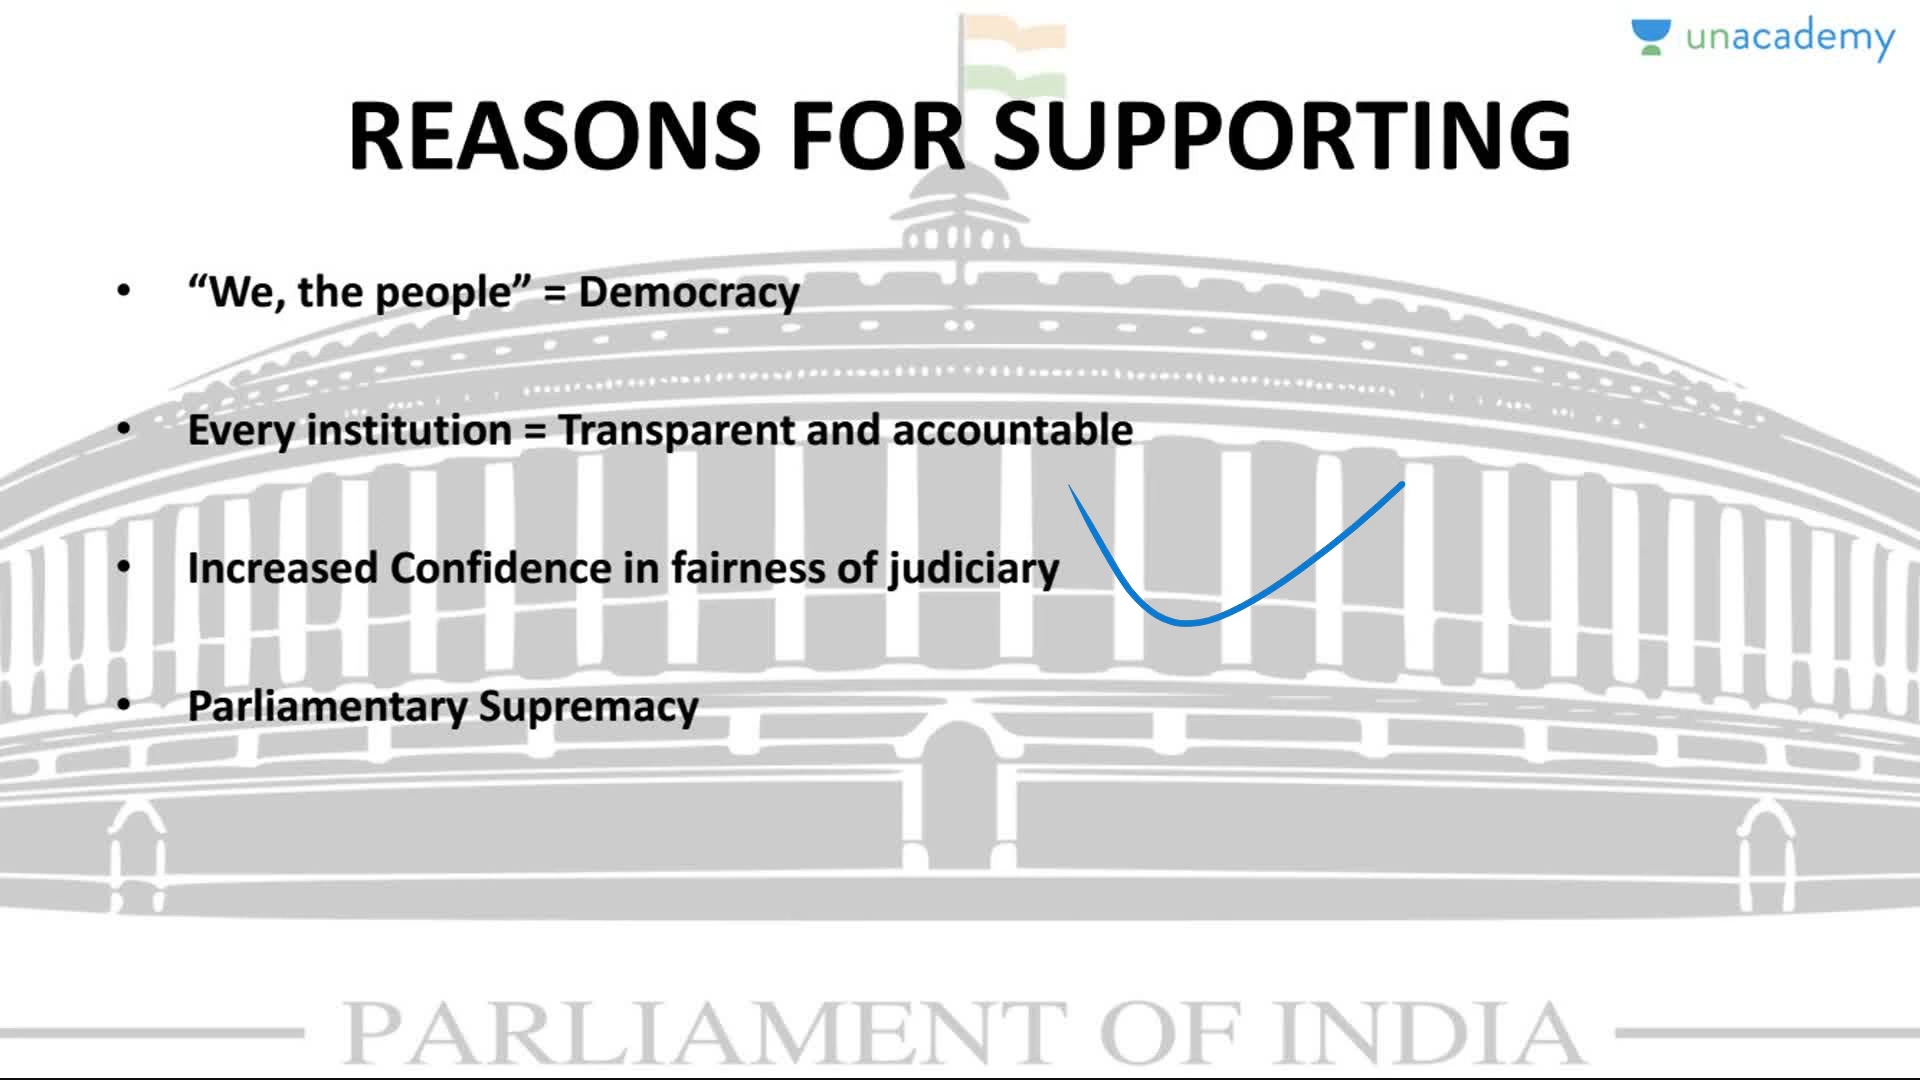 unacademy
REASONS FOR SUPPORTING
• “We, the people” = Democracy
• Every institution = Transparent and accountable
• Increased Confidence in fairness of judiciary
• Parliamentary Supremacy
PARLIAMENT OF INDIA